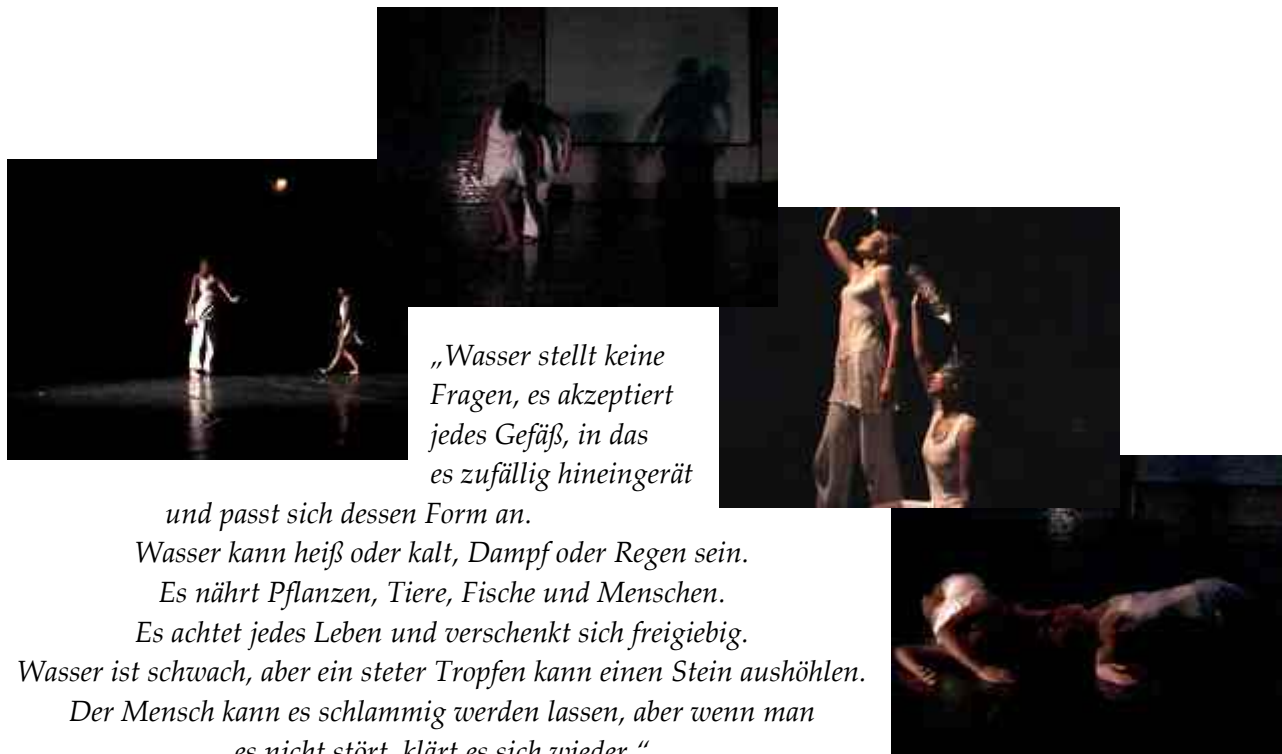 „Wasser stellt keine
Fragen, es akzeptiert
jedes Gefäß, in das
es zufällig hineingerät
und passt sich dessen Form an.
Wasser kann heiß oder kalt, Dampf oder Regen sein.
Es nährt Pflanzen, Tiere, Fische und Menschen.
Es achtet jedes Leben und verschenkt sich freigiebig.
Wasser ist schwach, aber ein steter Tropfen kann einen Stein aushöhlen.
Der Mensch kann es schlammig werden lassen, aber wenn man
es nicht stört, klärt es sich wieder.“